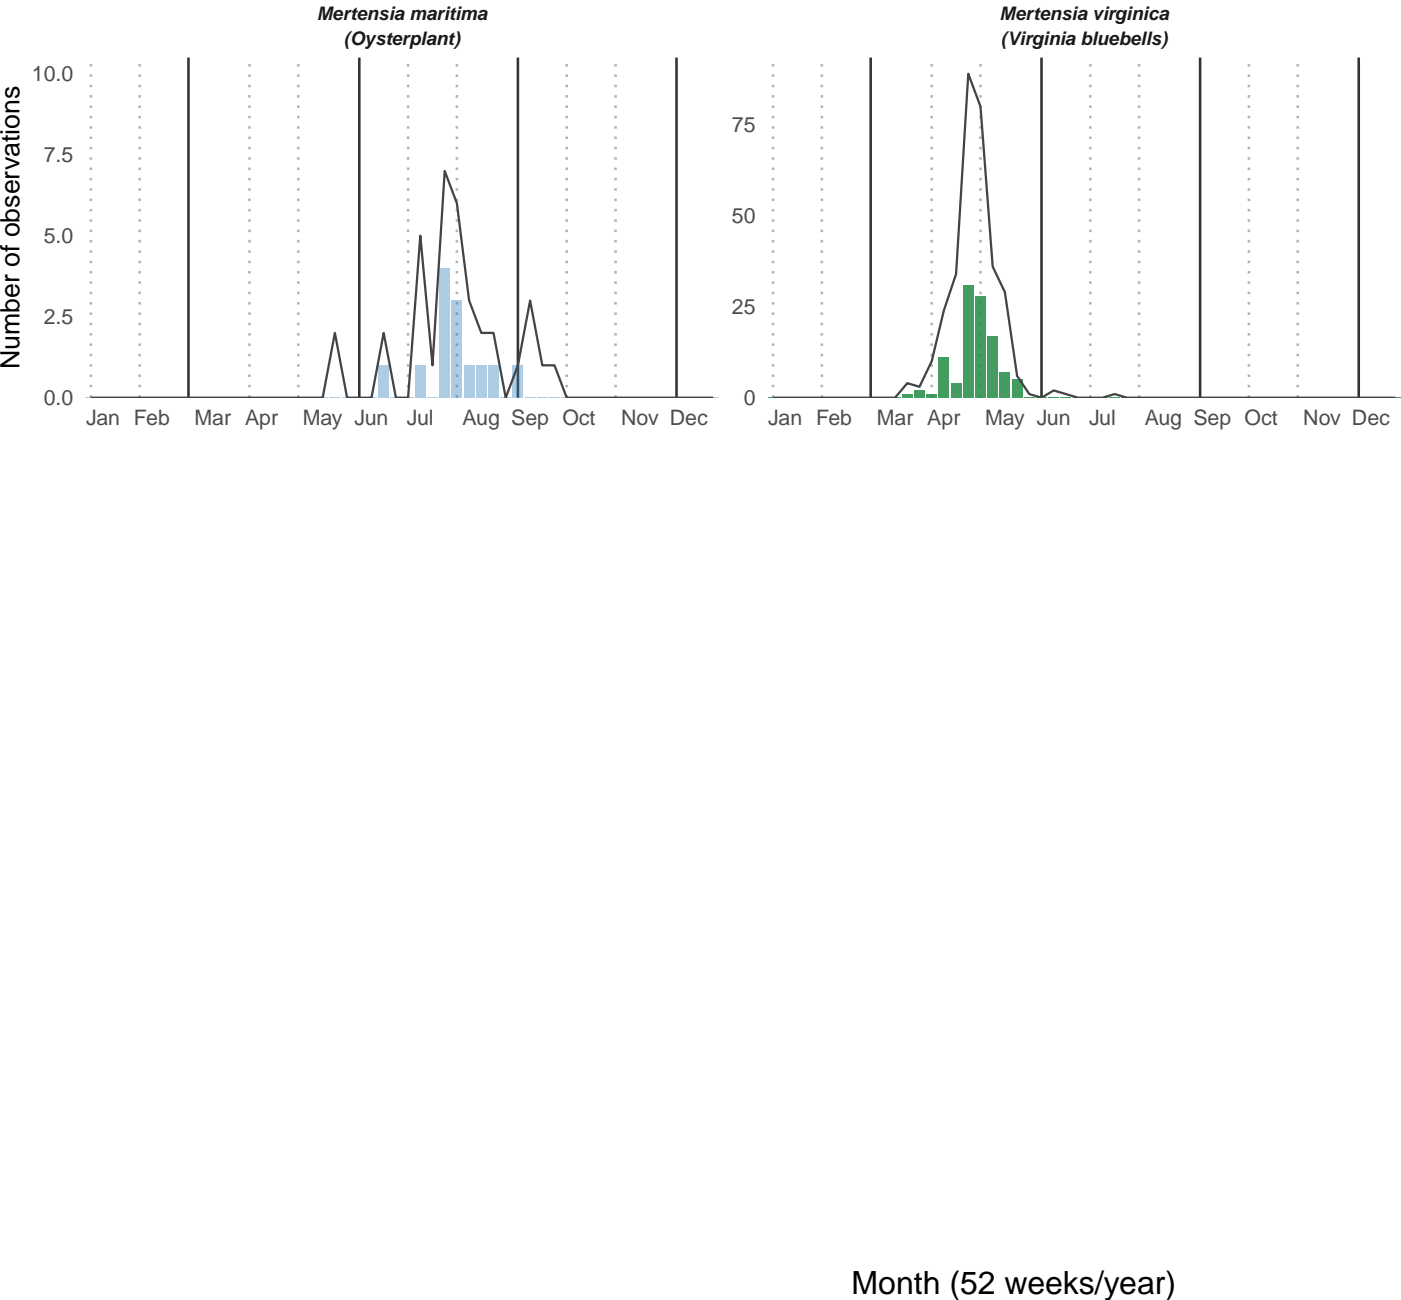 Mertensia maritima
(Oysterplant)
Mertensia virginica
(Virginia bluebells)
Number of observations
10.0
7.5
5.0
2.5
0.0
Jan Feb Mar Apr May Jun Jul Aug Sep Oct Nov Dec
75
50
25
0
Jan Feb Mar Apr May Jun Jul Aug Sep Oct Nov Dec
Month (52 weeks/year)